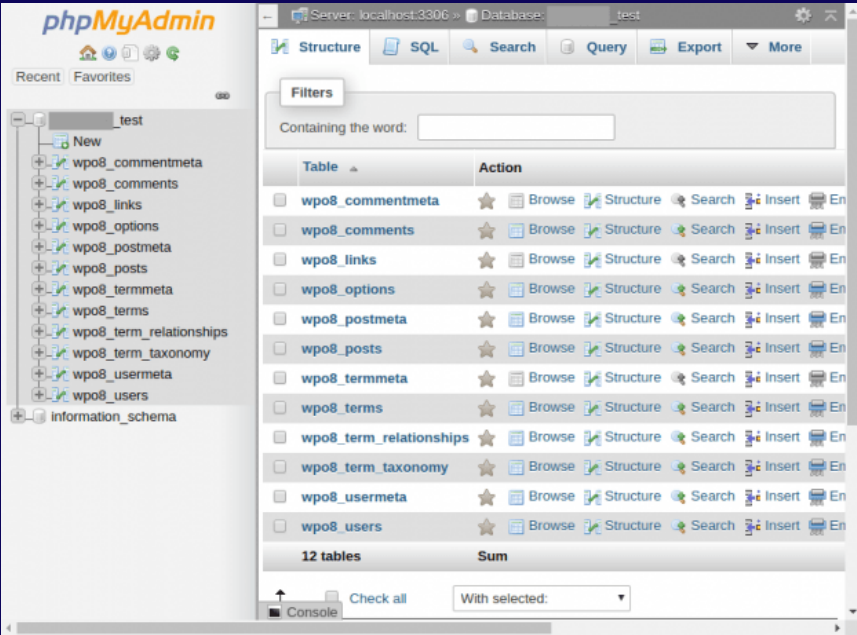 phpMyAdmin
Recent Favorites
_test
New
wpo8_commentmeta
wpo8_comments
wpo8_links
wpo8_options
wpo8_postmeta
wpo8_posts
wpo8_termmeta
wpo8_terms
wpo8_term_relationships
wpo8_term_taxonomy
wpo8_usermeta
wpo8_users
information_schema
Server: localhost:3306 » Database: _test
Structure SQL Search Query Export More
Filters
Containing the word:
Table Action
wpo8_commentmeta Browse Structure Search Insert En
wpo8_comments Browse Structure Search Insert En
wpo8_links Browse Structure Search Insert En
wpo8_options Browse Structure Search Insert En
wpo8_postmeta Browse Structure Search Insert En
wpo8_posts Browse Structure Search Insert En
wpo8_termmeta Browse Structure Search Insert En
wpo8_terms Browse Structure Search Insert En
wpo8_term_relationships Browse Structure Search Insert En
wpo8_term_taxonomy Browse Structure Search Insert En
wpo8_usermeta Browse Structure Search Insert En
wpo8_users Browse Structure Search Insert En
12 tables Sum
Check all With selected:
Console